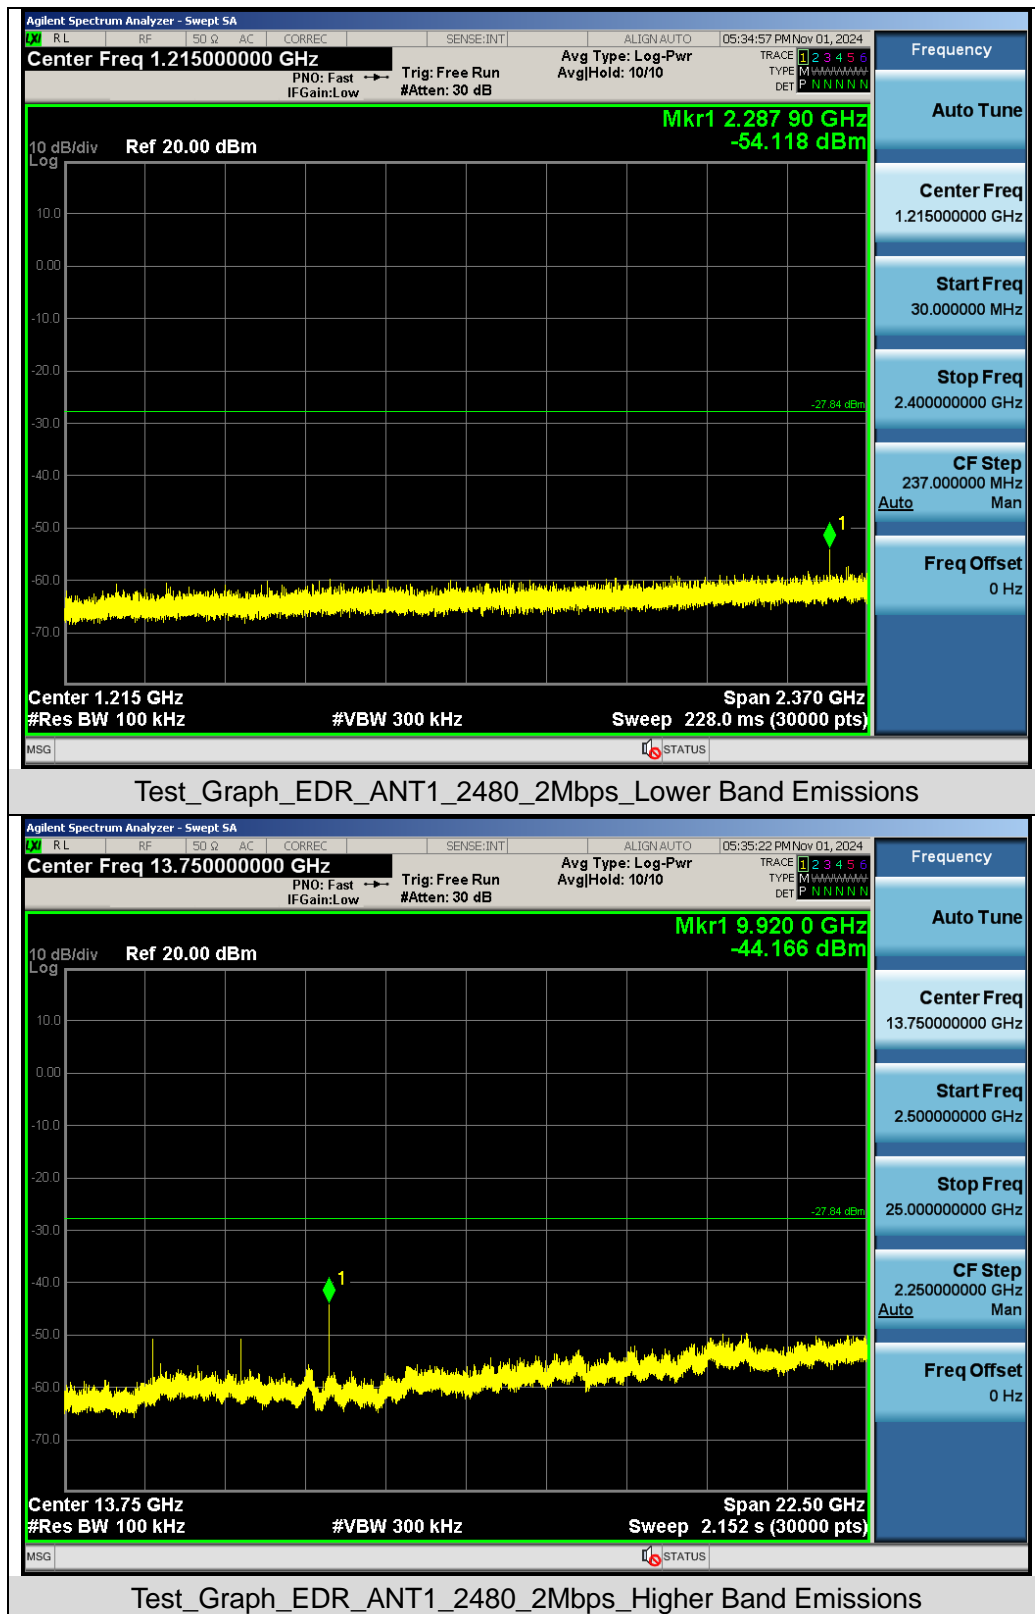 Agilent Spectrum Analyzer - Swept SA
LXI RL RF 50 Ω AC CORREC SENSE:INT ALIGN AUTO 05:34:57 PM Nov 01, 2024
Center Freq 1.215000000 GHz
PNO: Fast
IFGain:Low
Trig: Free Run
#Atten: 30 dB
Avg Type: Log-Pwr
Avg|Hold: 10/10
TRACE 1 2 3 4 5 6
TYPE M
DET P N N N N N
Mkr1 2.287 90 GHz
-54.118 dBm
10 dB/div Ref 20.00 dBm
Log
10.0
0.00
-10.0
-20.0
-27.84 dBm
-30.0
-40.0
-50.0
1
-60.0
-70.0
Center 1.215 GHz Span 2.370 GHz
#Res BW 100 kHz #VBW 300 kHz Sweep 228.0 ms (30000 pts)
MSG STATUS
Frequency
Auto Tune
Center Freq
1.215000000 GHz
Start Freq
30.000000 MHz
Stop Freq
2.400000000 GHz
CF Step
237.000000 MHz
Auto Man
Freq Offset
0 Hz
Test_Graph_EDR_ANT1_2480_2Mbps_Lower Band Emissions
Agilent Spectrum Analyzer - Swept SA
LXI RL RF 50 Ω AC CORREC SENSE:INT ALIGN AUTO 05:35:22 PM Nov 01, 2024
Center Freq 13.750000000 GHz
PNO: Fast
IFGain:Low
Trig: Free Run
#Atten: 30 dB
Avg Type: Log-Pwr
Avg|Hold: 10/10
TRACE 1 2 3 4 5 6
TYPE M
DET P N N N N N
Mkr1 9.920 0 GHz
-44.166 dBm
10 dB/div Ref 20.00 dBm
Log
10.0
0.00
-10.0
-20.0
-27.84 dBm
-30.0
-40.0
1
-50.0
-60.0
-70.0
Center 13.75 GHz Span 22.50 GHz
#Res BW 100 kHz #VBW 300 kHz Sweep 2.152 s (30000 pts)
MSG STATUS
Frequency
Auto Tune
Center Freq
13.750000000 GHz
Start Freq
2.500000000 GHz
Stop Freq
25.000000000 GHz
CF Step
2.250000000 GHz
Auto Man
Freq Offset
0 Hz
Test_Graph_EDR_ANT1_2480_2Mbps_Higher Band Emissions